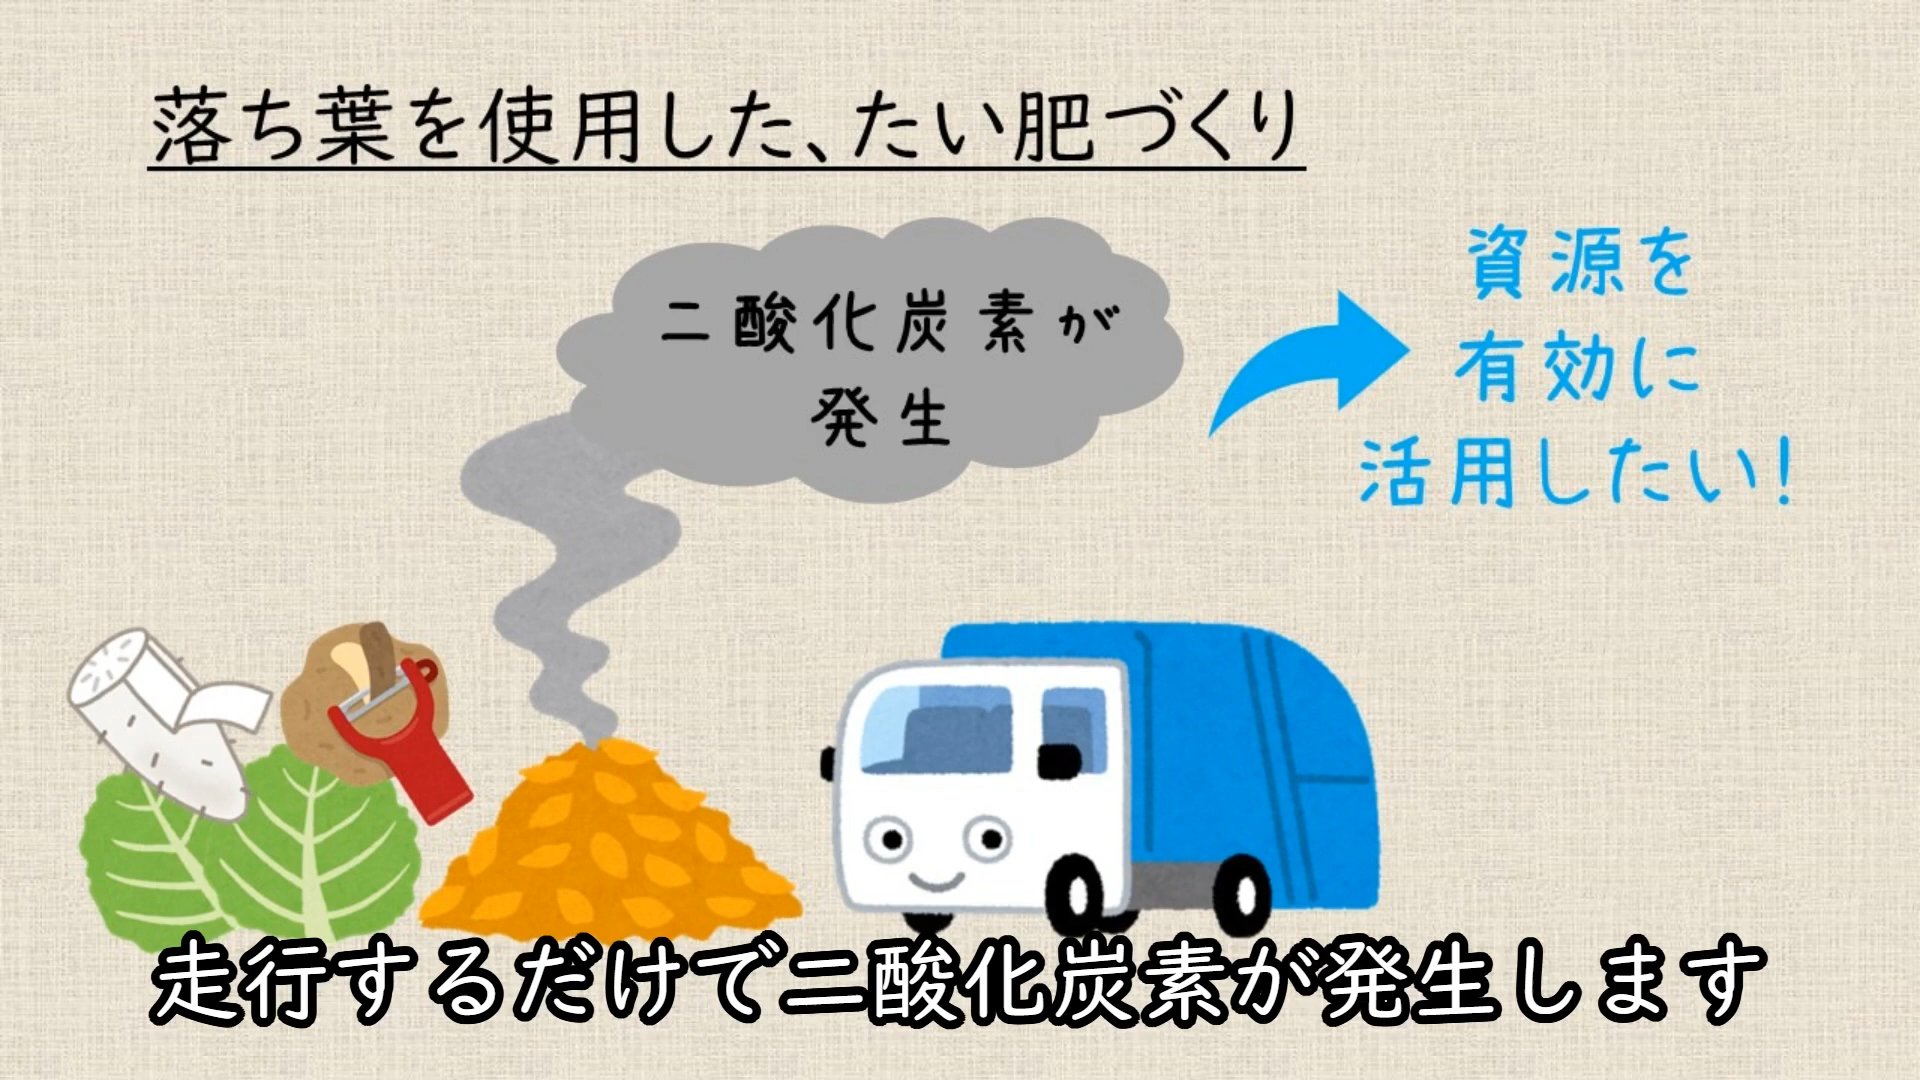 落ち葉を使用した、たい肥づくり
二酸化炭素が
発生
資源を
有効に
活用したい!
走行するだけで二酸化炭素が発生します